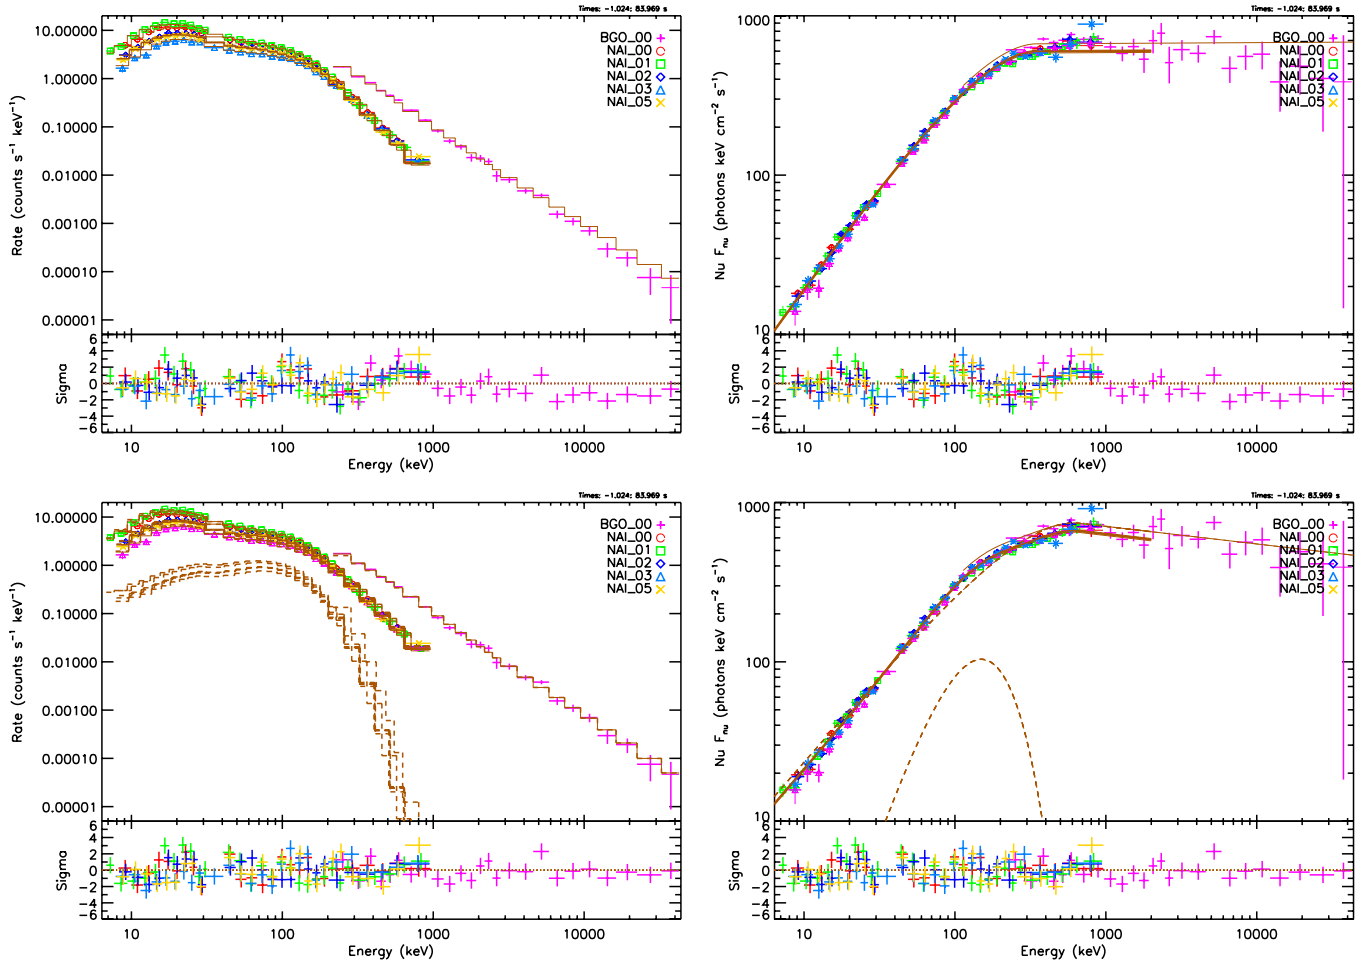 Times: -1.024: 83.969 s
10.00000
1.00000
0.10000
0.01000
0.00100
0.00010
0.00001
Rate (counts s⁻¹ keV⁻¹)
BGO_00
NAI_00
NAI_01
NAI_02
NAI_03
NAI_05
6
4
2
0
-2
-4
-6
Sigma
10
100
1000
10000
Energy (keV)
Times: -1.024: 83.969 s
1000
100
10
Nu Fnu (photons keV cm⁻² s⁻¹)
BGO_00
NAI_00
NAI_01
NAI_02
NAI_03
NAI_05
6
4
2
0
-2
-4
-6
Sigma
10
100
1000
10000
Energy (keV)
Times: -1.024: 83.969 s
10.00000
1.00000
0.10000
0.01000
0.00100
0.00010
0.00001
Rate (counts s⁻¹ keV⁻¹)
BGO_00
NAI_00
NAI_01
NAI_02
NAI_03
NAI_05
6
4
2
0
-2
-4
-6
Sigma
10
100
1000
10000
Energy (keV)
Times: -1.024: 83.969 s
1000
100
10
Nu Fnu (photons keV cm⁻² s⁻¹)
BGO_00
NAI_00
NAI_01
NAI_02
NAI_03
NAI_05
6
4
2
0
-2
-4
-6
Sigma
10
100
1000
10000
Energy (keV)